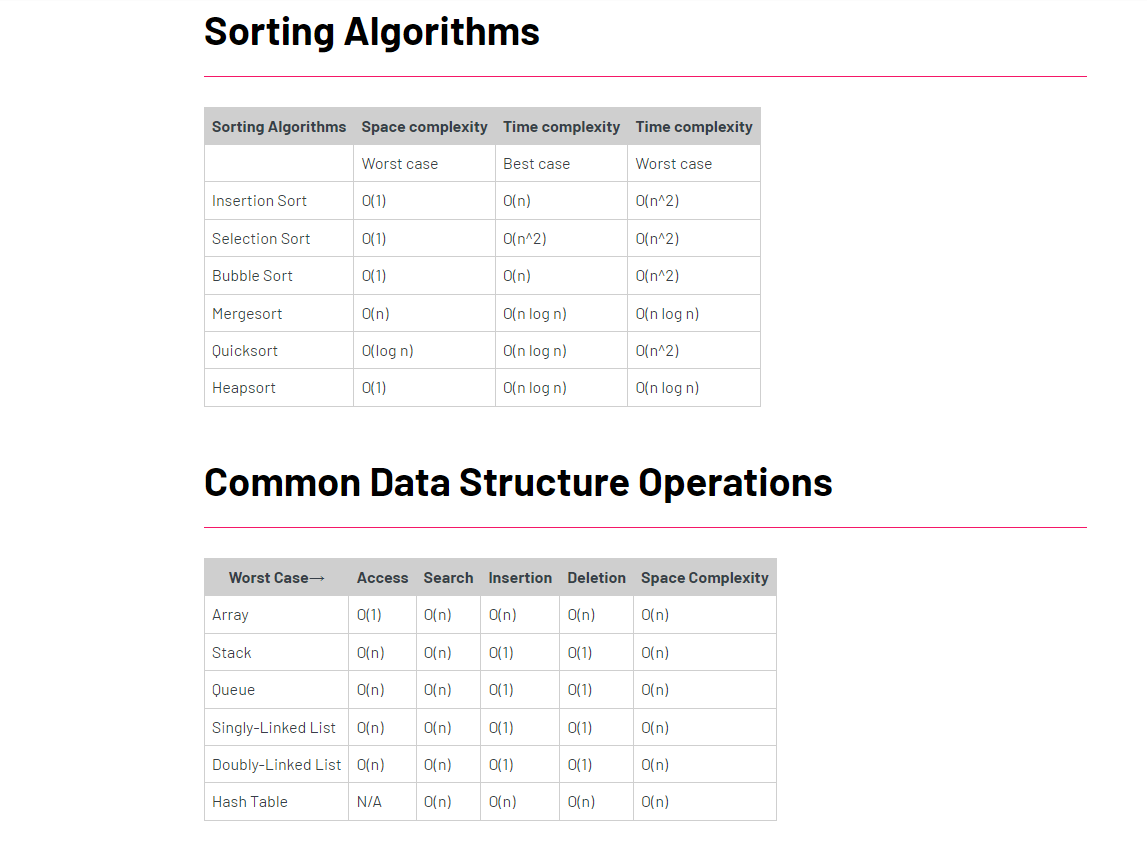 Sorting Algorithms
Sorting Algorithms Space complexity Time complexity Time complexity
Worst case Best case Worst case
Insertion Sort O(1) O(n) O(n^2)
Selection Sort O(1) O(n^2) O(n^2)
Bubble Sort O(1) O(n) O(n^2)
Mergesort O(n) O(n log n) O(n log n)
Quicksort O(log n) O(n log n) O(n^2)
Heapsort O(1) O(n log n) O(n log n)
Common Data Structure Operations
Worst Case→ Access Search Insertion Deletion Space Complexity
Array O(1) O(n) O(n) O(n) O(n)
Stack O(n) O(n) O(1) O(1) O(n)
Queue O(n) O(n) O(1) O(1) O(n)
Singly-Linked List O(n) O(n) O(1) O(1) O(n)
Doubly-Linked List O(n) O(n) O(1) O(1) O(n)
Hash Table N/A O(n) O(n) O(n) O(n)